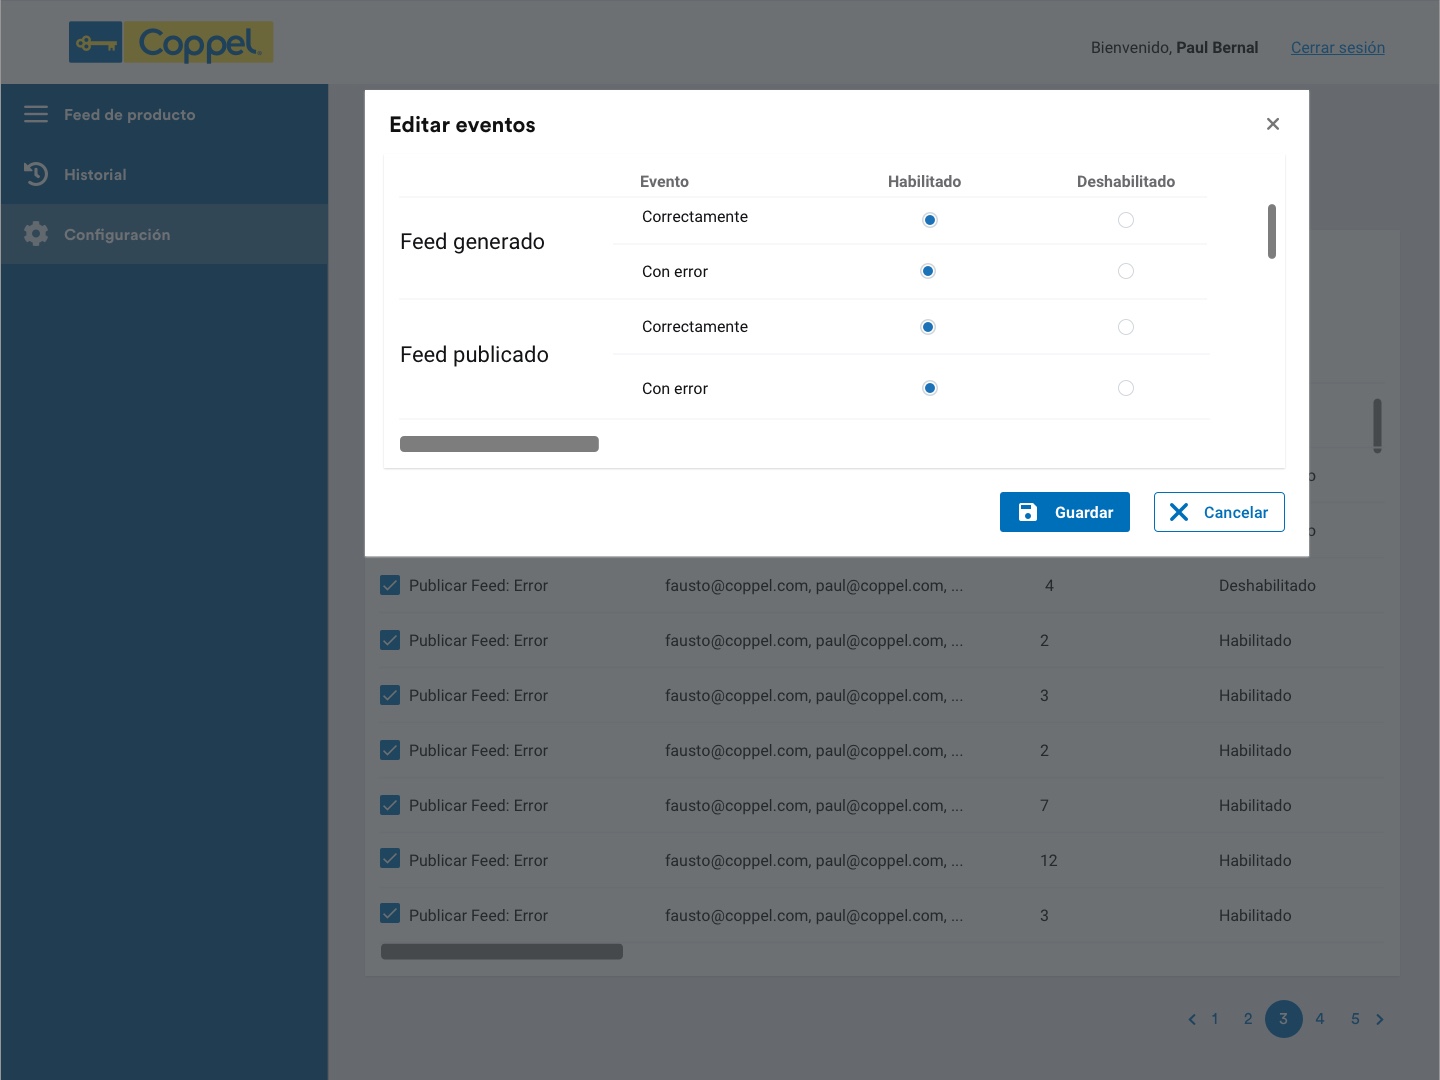 Coppel.
Bienvenido, Paul Bernal
Cerrar sesión
Feed de producto
Historial
Configuración
Editar eventos
Evento Habilitado Deshabilitado
Feed generado
Correctamente
Con error
Feed publicado
Correctamente
Con error
Guardar Cancelar
o
o
Publicar Feed: Error fausto@coppel.com, paul@coppel.com, ... 4 Deshabilitado
Publicar Feed: Error fausto@coppel.com, paul@coppel.com, ... 2 Habilitado
Publicar Feed: Error fausto@coppel.com, paul@coppel.com, ... 3 Habilitado
Publicar Feed: Error fausto@coppel.com, paul@coppel.com, ... 2 Habilitado
Publicar Feed: Error fausto@coppel.com, paul@coppel.com, ... 7 Habilitado
Publicar Feed: Error fausto@coppel.com, paul@coppel.com, ... 12 Habilitado
Publicar Feed: Error fausto@coppel.com, paul@coppel.com, ... 3 Habilitado
1 2 3 4 5